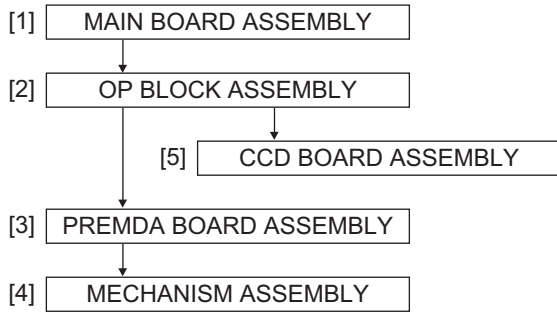 [1] MAIN BOARD ASSEMBLY
[2] OP BLOCK ASSEMBLY
[5] CCD BOARD ASSEMBLY
[3] PREMDA BOARD ASSEMBLY
[4] MECHANISM ASSEMBLY